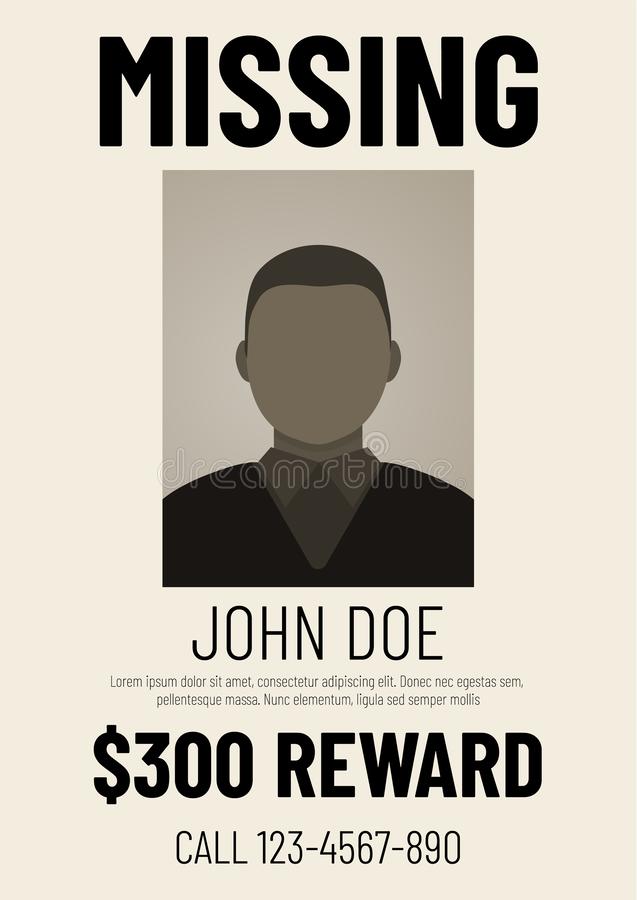 MISSING
dreamstime.
JOHN DOE
Lorem ipsum dolor sit amet, consectetur adipiscing elit. Donec nec egestas sem,
pellentesque massa. Nunc elementum, ligula sed semper mollis
$300 REWARD
CALL 123-4567-890